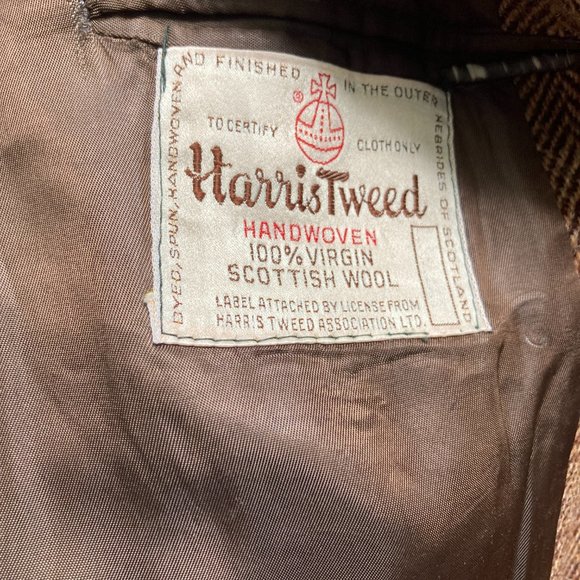 DYED, SPUN, HANDWOVEN AND FINISHED IN THE OUTER HEBRIDES OF SCOTLAND
®
TO CERTIFY CLOTH ONLY
Harris Tweed
HANDWOVEN
100% VIRGIN
SCOTTISH WOOL
LABEL ATTACHED BY LICENSE FROM
HARRIS TWEED ASSOCIATION LTD.